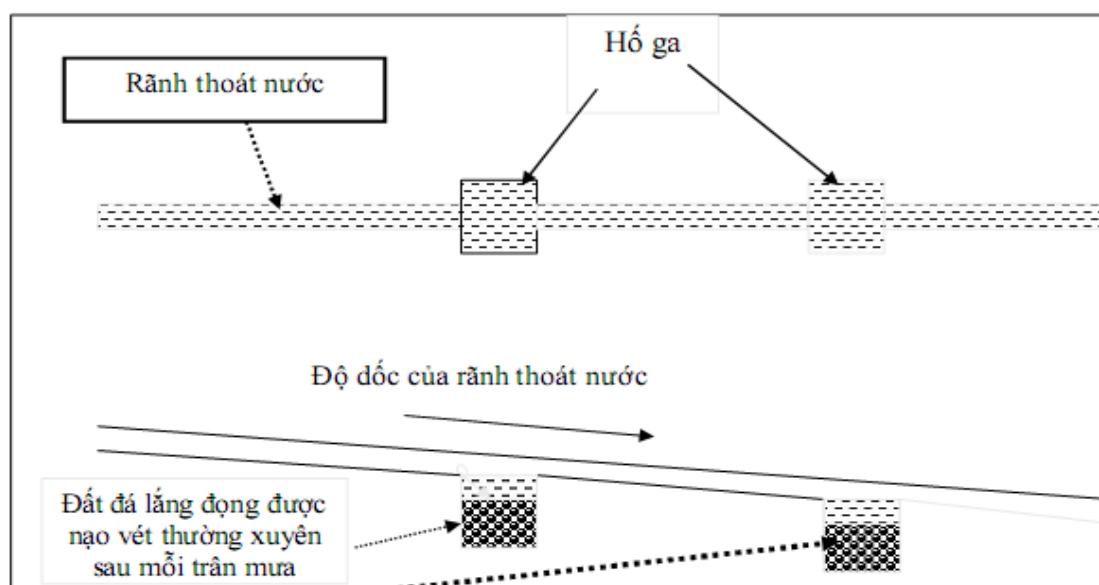 Hố ga
Rãnh thoát nước
Độ dốc của rãnh thoát nước
Đất đá lắng đọng được
nạo vét thường xuyên
sau mỗi trân mưa